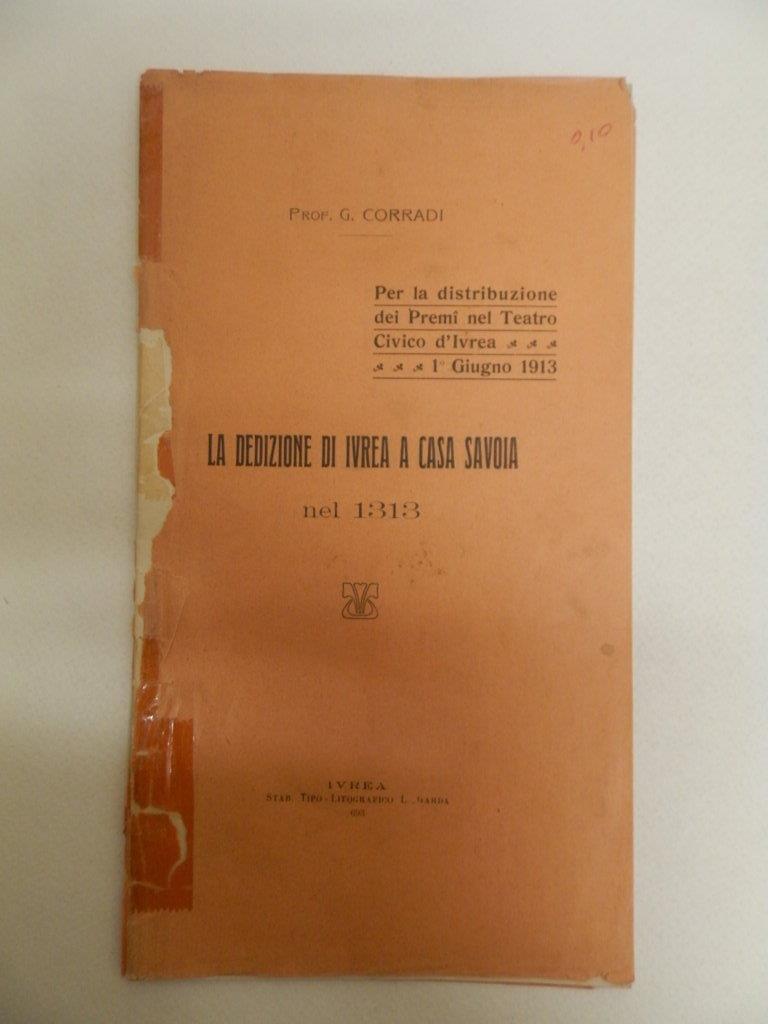 0,10
PROF. G. CORRADI
Per la distribuzione
dei Premî nel Teatro
Civico d'Ivrea
1° Giugno 1913
LA DEDIZIONE DI IVREA A CASA SAVOIA
nel 1313
IVREA
STAB. TIPO-LITOGRAFICO L. GARDA